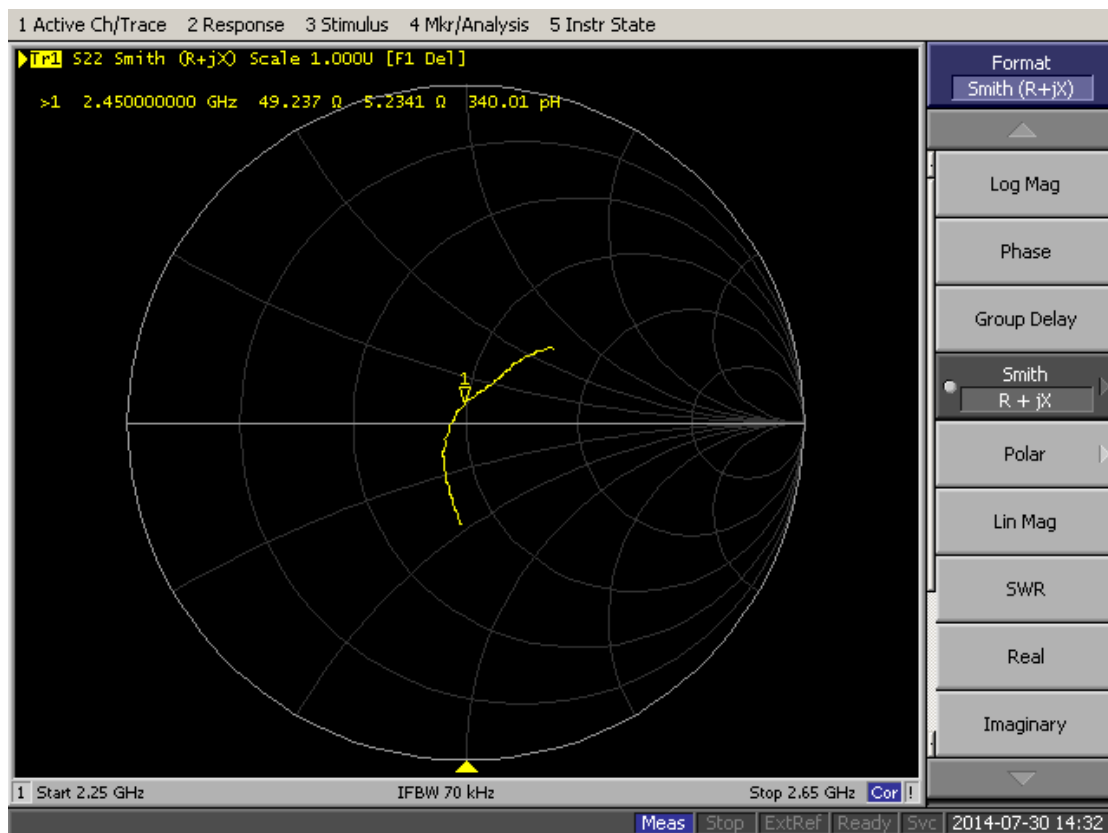 1 Active Ch/Trace 2 Response 3 Stimulus 4 Mkr/Analysis 5 Instr State
Tr1 S22 Smith (R+jX) Scale 1.000U [F1 Del]
>1 2.450000000 GHz 49.237 Ω 5.2341 Ω 340.01 pH
1
1 Start 2.25 GHz IFBW 70 kHz Stop 2.65 GHz Cor !
Format
Smith (R+jX)
Log Mag
Phase
Group Delay
Smith
R + jX
Polar
Lin Mag
SWR
Real
Imaginary
Meas Stop ExtRef Ready Svc 2014-07-30 14:32